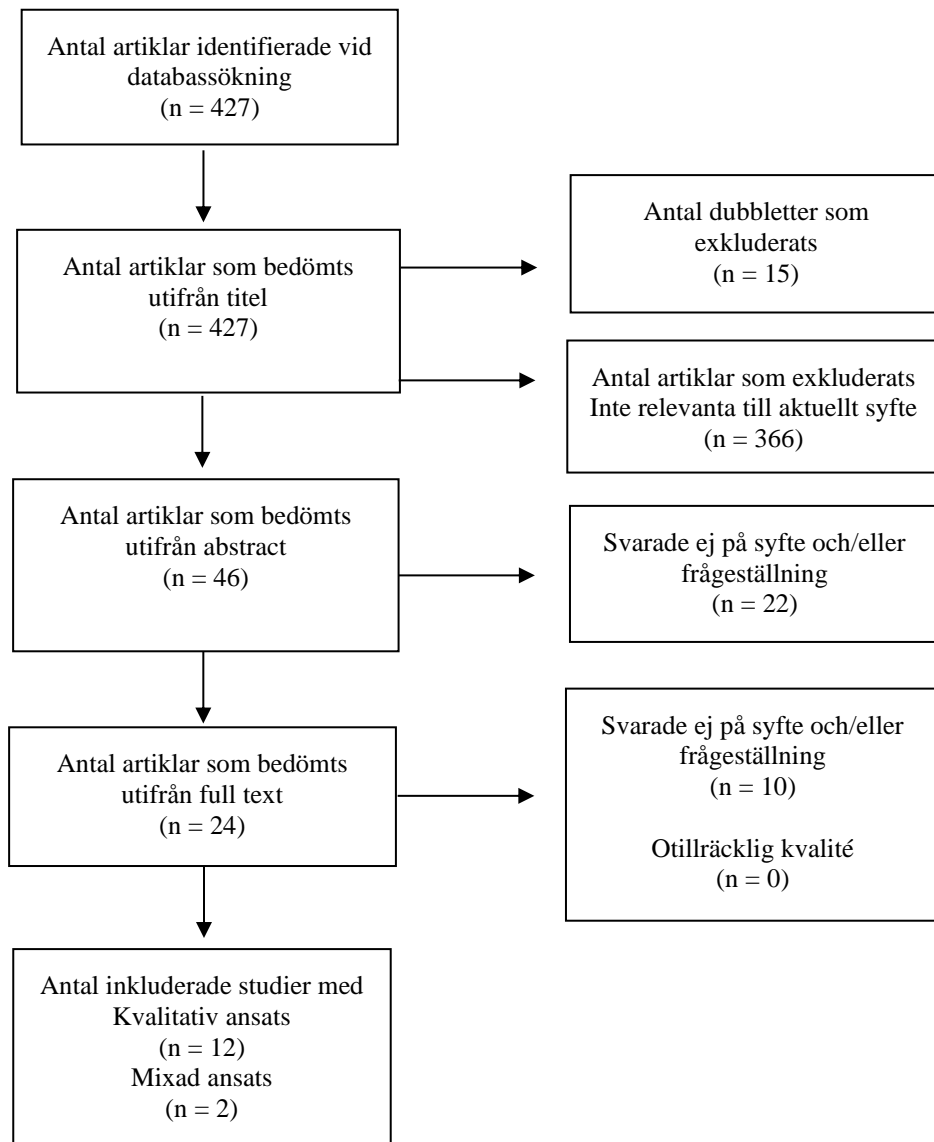 Antal artiklar identifierade vid
databassökning
(n = 427)
Antal dubbletter som
exkluderats
(n = 15)
Antal artiklar som bedömts
utifrån titel
(n = 427)
Antal artiklar som exkluderats
Inte relevanta till aktuellt syfte
(n = 366)
Antal artiklar som bedömts
utifrån abstract
(n = 46)
Svarade ej på syfte och/eller
frågeställning
(n = 22)
Antal artiklar som bedömts
utifrån full text
(n = 24)
Svarade ej på syfte och/eller
frågeställning
(n = 10)
Otillräcklig kvalité
(n = 0)
Antal inkluderade studier med
Kvalitativ ansats
(n = 12)
Mixad ansats
(n = 2)